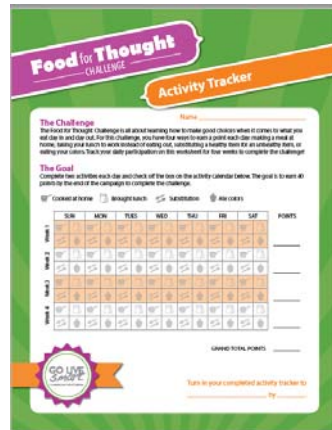 Food for Thought
CHALLENGE
Activity Tracker
Name
The Challenge
The Food for Thought Challenge is all about learning how to make good choices when it comes to what you
eat day in and day out. For this challenge, you have four ways to earn a point each day: making a meal at
home, taking your lunch to work instead of eating out, substituting a healthy item for an unhealthy item, or
eating your colors. Track your daily participation on this worksheet for four weeks to complete the challenge!
The Goal
Complete two activities each day and check off the box on the activity calendar below. The goal is to earn 40
points by the end of the campaign to complete the challenge.
Cooked at home Brought lunch Substitution Ate colors
SUN MON TUES WED THU FRI SAT POINTS
Week 1
Week 2
Week 3
Week 4
GRAND TOTAL POINTS
GO LIVE
Smart
Turn in your completed activity tracker to
by